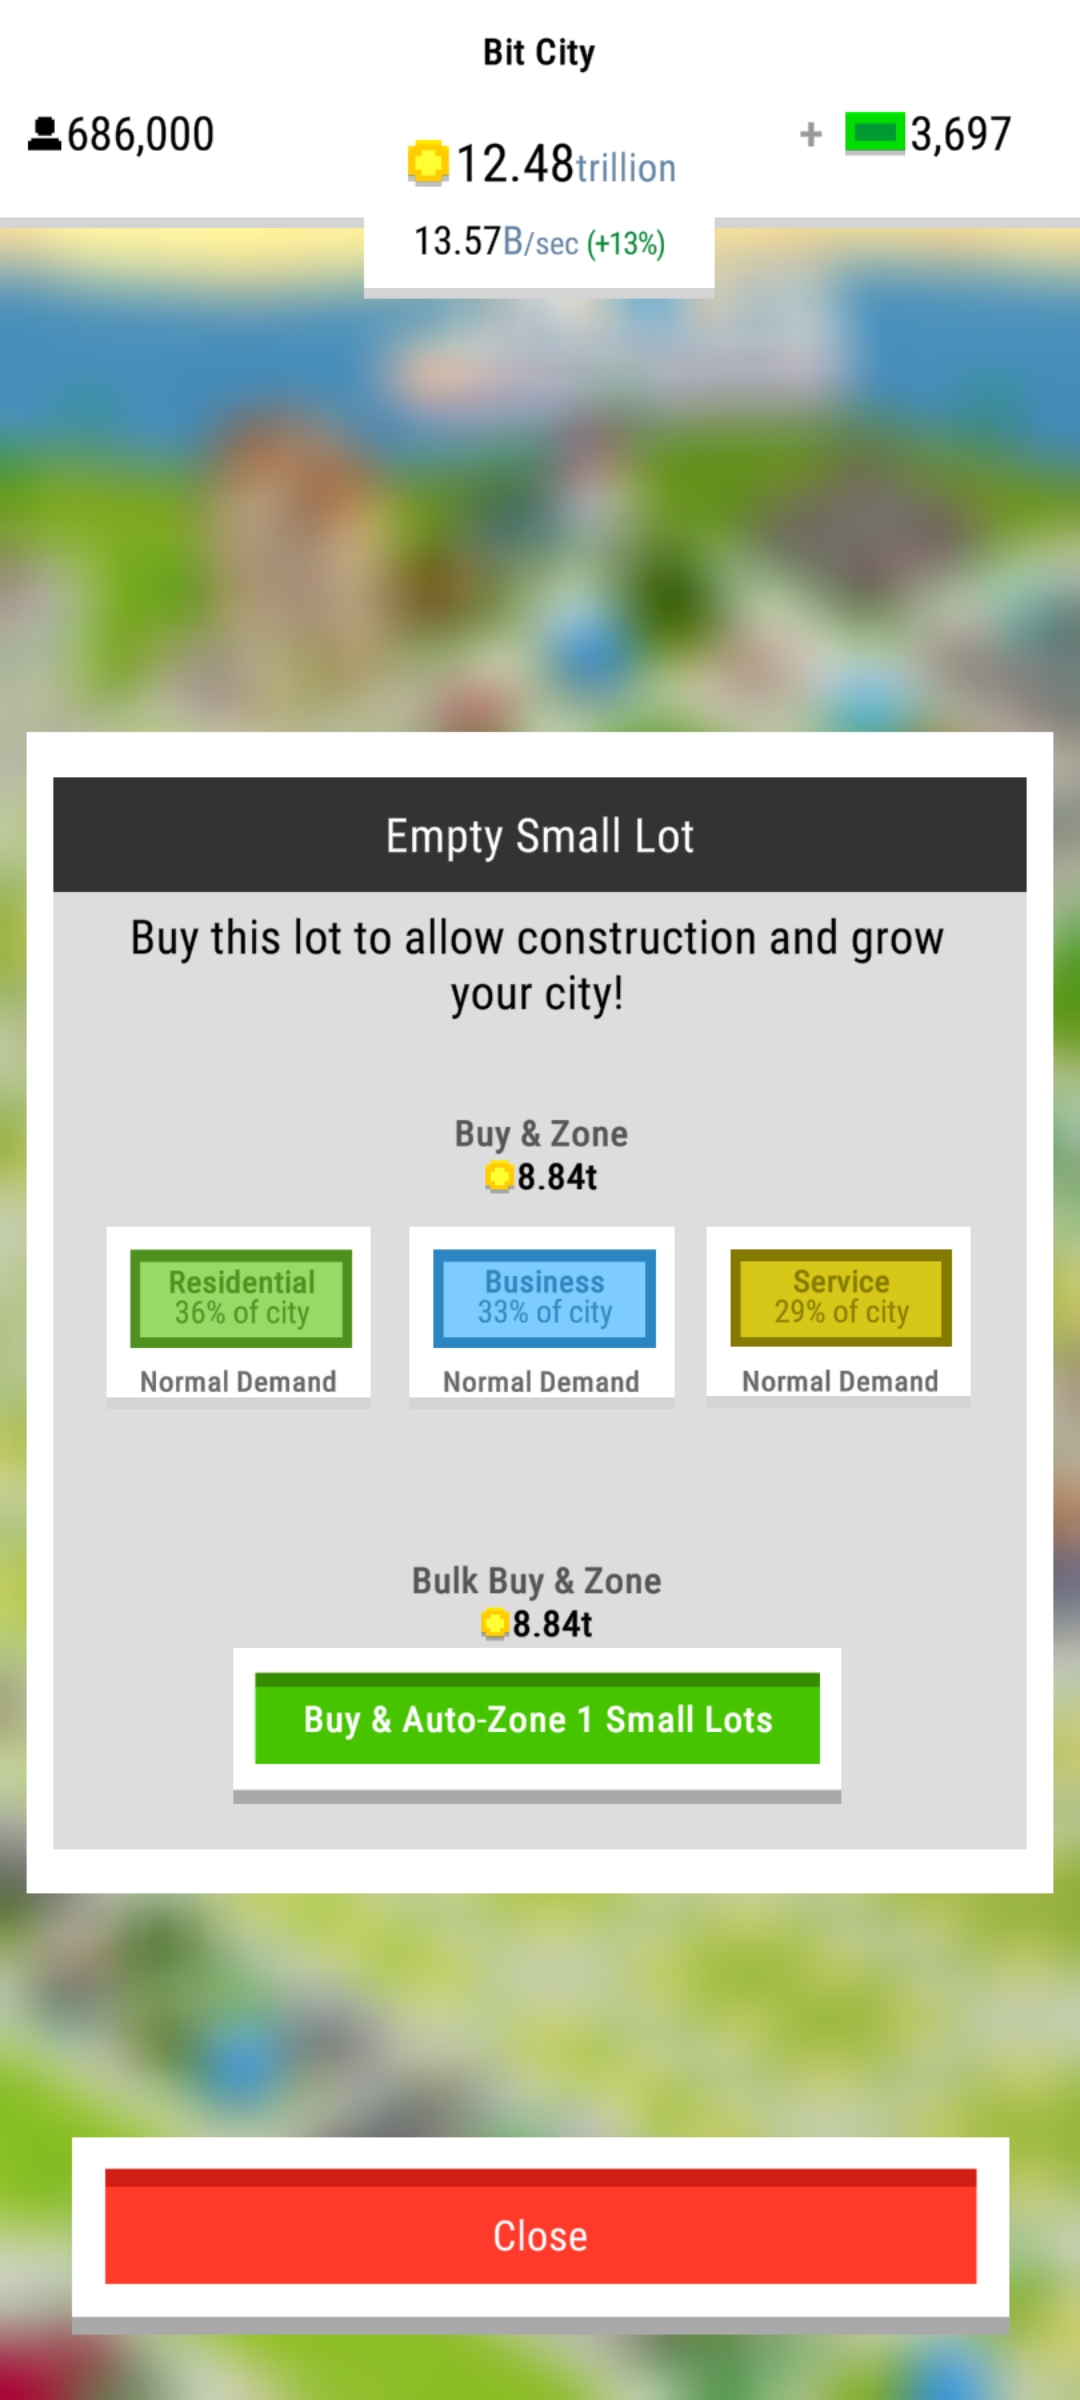 Bit City
686,000
12.48trillion
+ 3,697
13.57B/sec (+13%)
Empty Small Lot
Buy this lot to allow construction and grow
your city!
Buy & Zone
8.84t
Residential
36% of city
Normal Demand
Business
33% of city
Normal Demand
Service
29% of city
Normal Demand
Bulk Buy & Zone
8.84t
Buy & Auto-Zone 1 Small Lots
Close